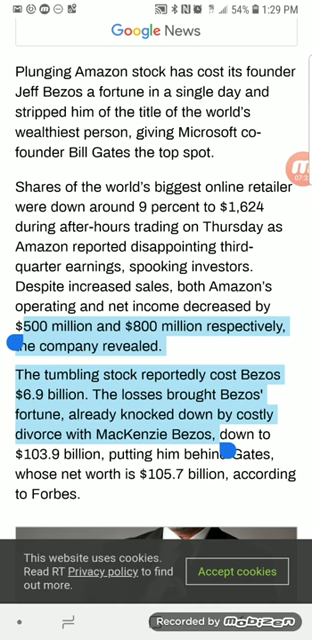 54% 1:29 PM
Google News
Plunging Amazon stock has cost its founder
Jeff Bezos a fortune in a single day and
stripped him of the title of the world's
wealthiest person, giving Microsoft co-
founder Bill Gates the top spot.
Shares of the world's biggest online retailer
were down around 9 percent to $1,624
during after-hours trading on Thursday as
Amazon reported disappointing third-
quarter earnings, spooking investors.
Despite increased sales, both Amazon's
operating and net income decreased by
$500 million and $800 million respectively,
the company revealed.
The tumbling stock reportedly cost Bezos
$6.9 billion. The losses brought Bezos'
fortune, already knocked down by costly
divorce with MacKenzie Bezos, down to
$103.9 billion, putting him behind Gates,
whose net worth is $105.7 billion, according
to Forbes.
This website uses cookies.
Read RT Privacy policy to find
out more.
Accept cookies
Recorded by mobizen